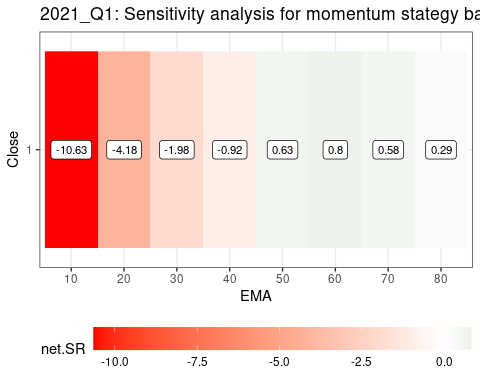 2021_Q1: Sensitivity analysis for momentum stategy
Close
1
-10.63 -4.18 -1.98 -0.92 0.63 0.8 0.58 0.29
10 20 30 40 50 60 70 80
EMA
net.SR
-10.0 -7.5 -5.0 -2.5 0.0